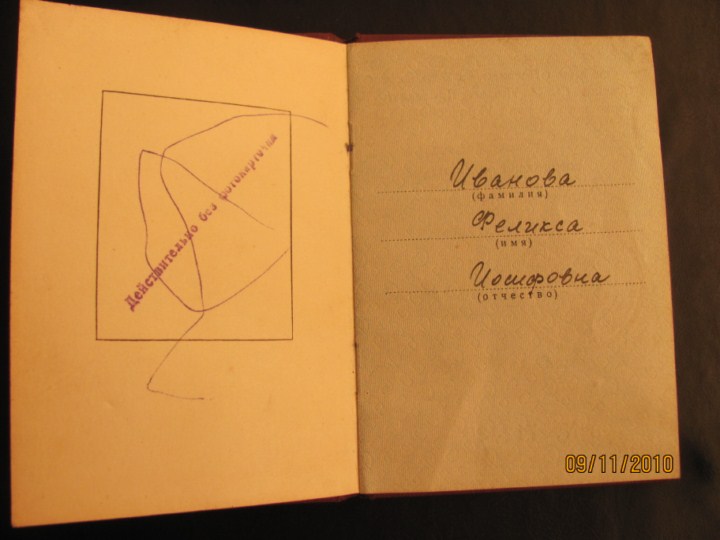 Действительно без фотокарточки
Иванова
(фамилия)
Феликса
(имя)
Иосифовна
(отчество)
09/11/2010